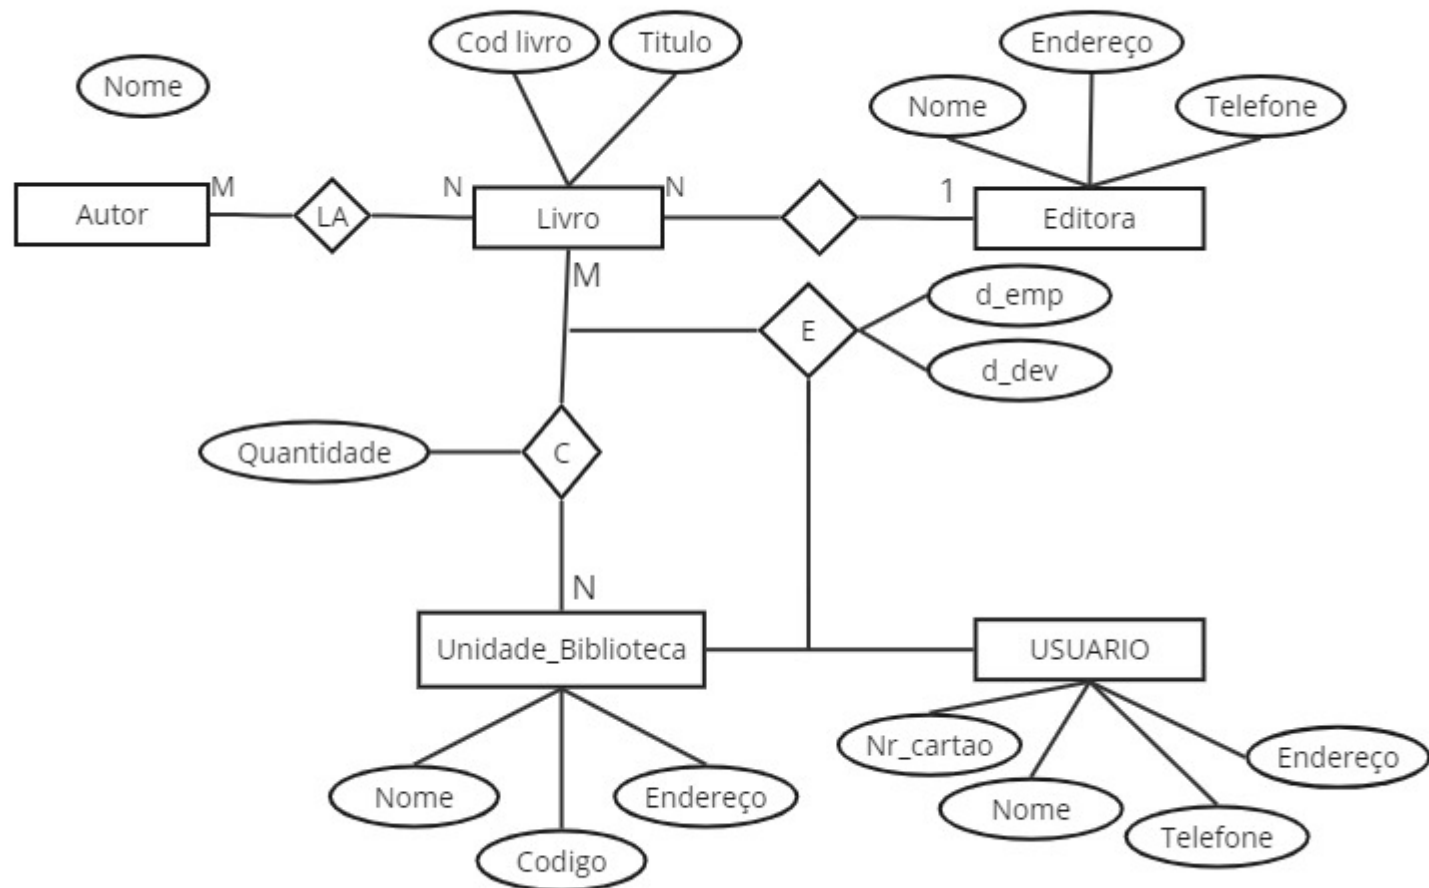 Cod livro
Titulo
Endereço
Nome
Nome
Telefone
M
N
N
1
Autor
LA
Livro
Editora
M
d_emp
E
d_dev
Quantidade
C
N
Unidade_Biblioteca
USUARIO
Nr_cartao
Endereço
Nome
Endereço
Nome
Telefone
Codigo